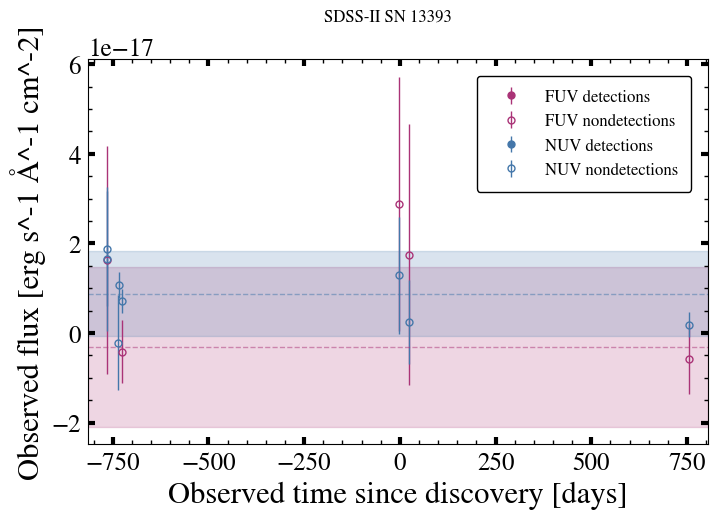 SDSS-II SN 13393
1e−17
Observed flux [erg s^-1 Å^-1 cm^-2]
6
4
2
0
−2
FUV detections
FUV nondetections
NUV detections
NUV nondetections
−750 −500 −250 0 250 500 750
Observed time since discovery [days]